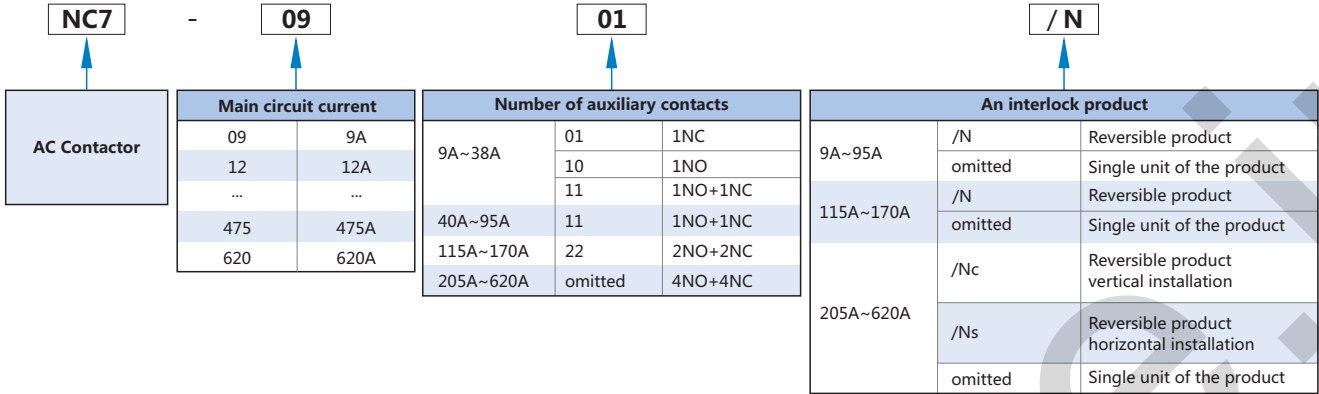 NC7 - 09 01 / N
AC Contactor
Main circuit current
09 9A
12 12A
... ...
475 475A
620 620A
Number of auxiliary contacts
9A~38A 01 1NC
10 1NO
11 1NO+1NC
40A~95A 11 1NO+1NC
115A~170A 22 2NO+2NC
205A~620A omitted 4NO+4NC
An interlock product
9A~95A /N Reversible product
omitted Single unit of the product
115A~170A /N Reversible product
omitted Single unit of the product
205A~620A /Nc Reversible product
vertical installation
/Ns Reversible product
horizontal installation
omitted Single unit of the product